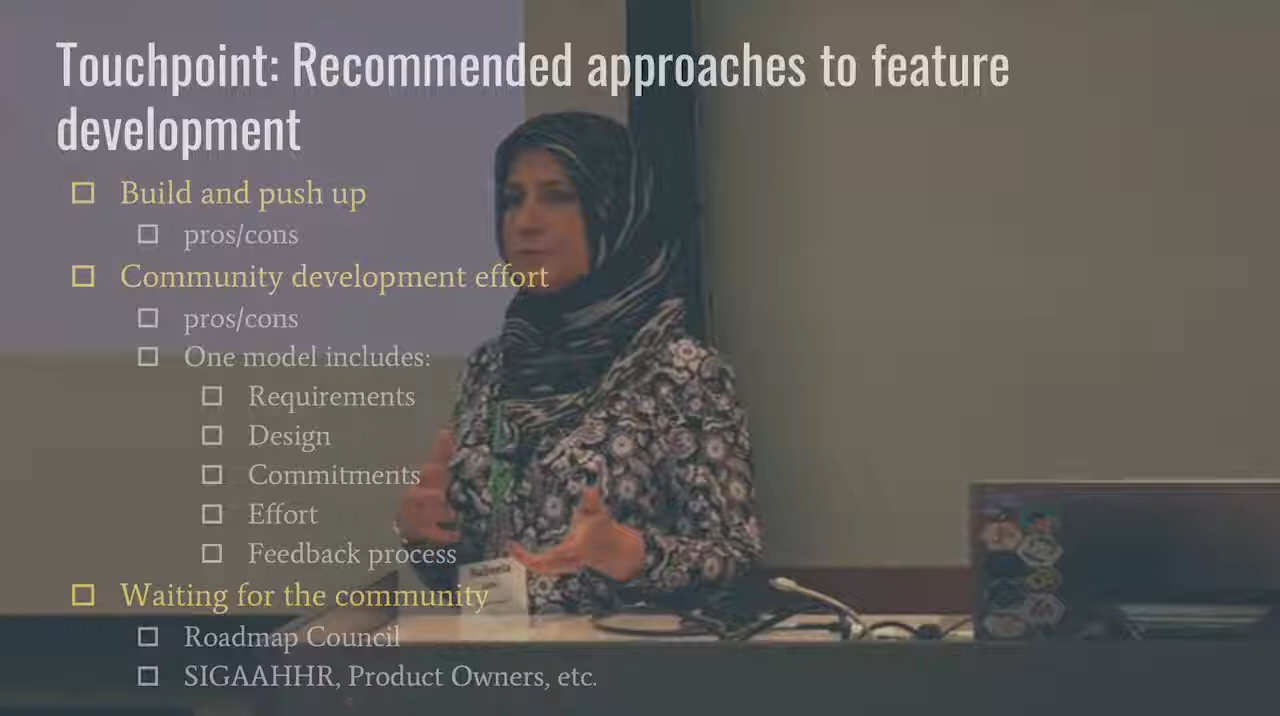 Touchpoint: Recommended approaches to feature
development
Build and push up
pros/cons
Community development effort
pros/cons
One model includes:
Requirements
Design
Commitments
Effort
Feedback process
Waiting for the community
Roadmap Council
SIGAAHHR, Product Owners, etc.